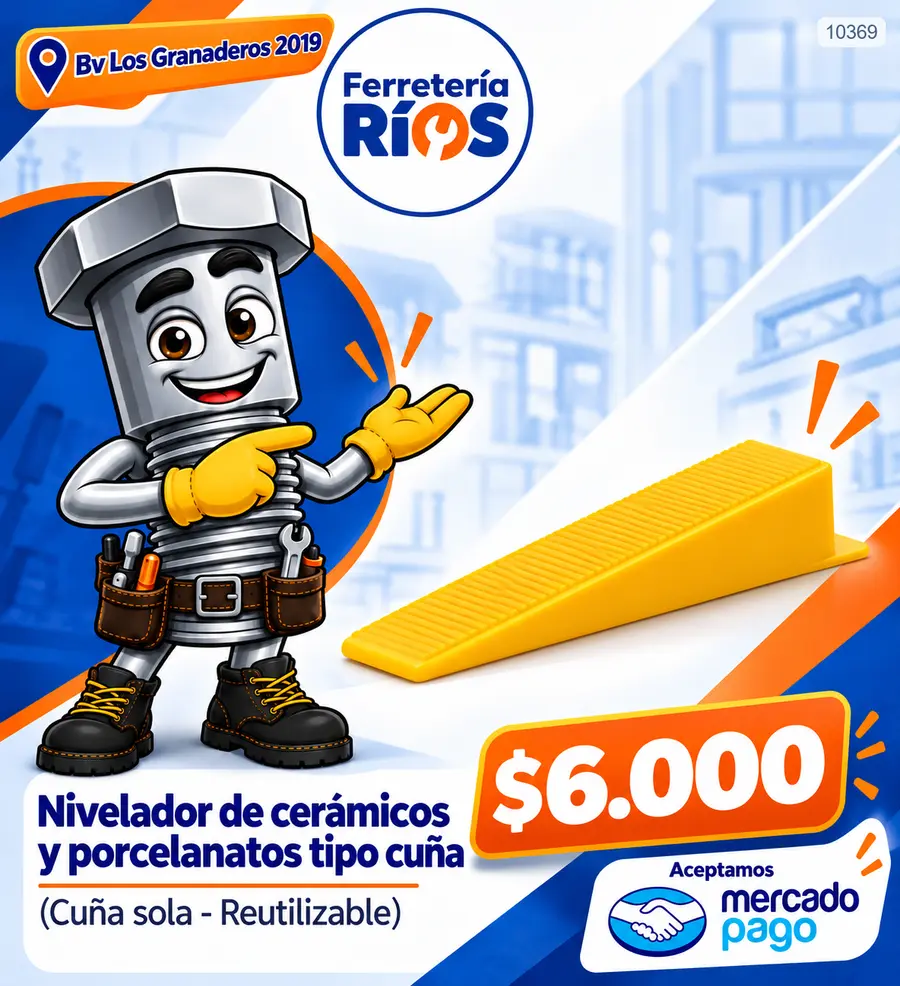 Bv Los Granaderos 2019
Ferretería
RÍOS
10369
$6.000
Nivelador de cerámicos
y porcelanatos tipo cuña
(Cuña sola - Reutilizable)
Aceptamos
mercado
pago